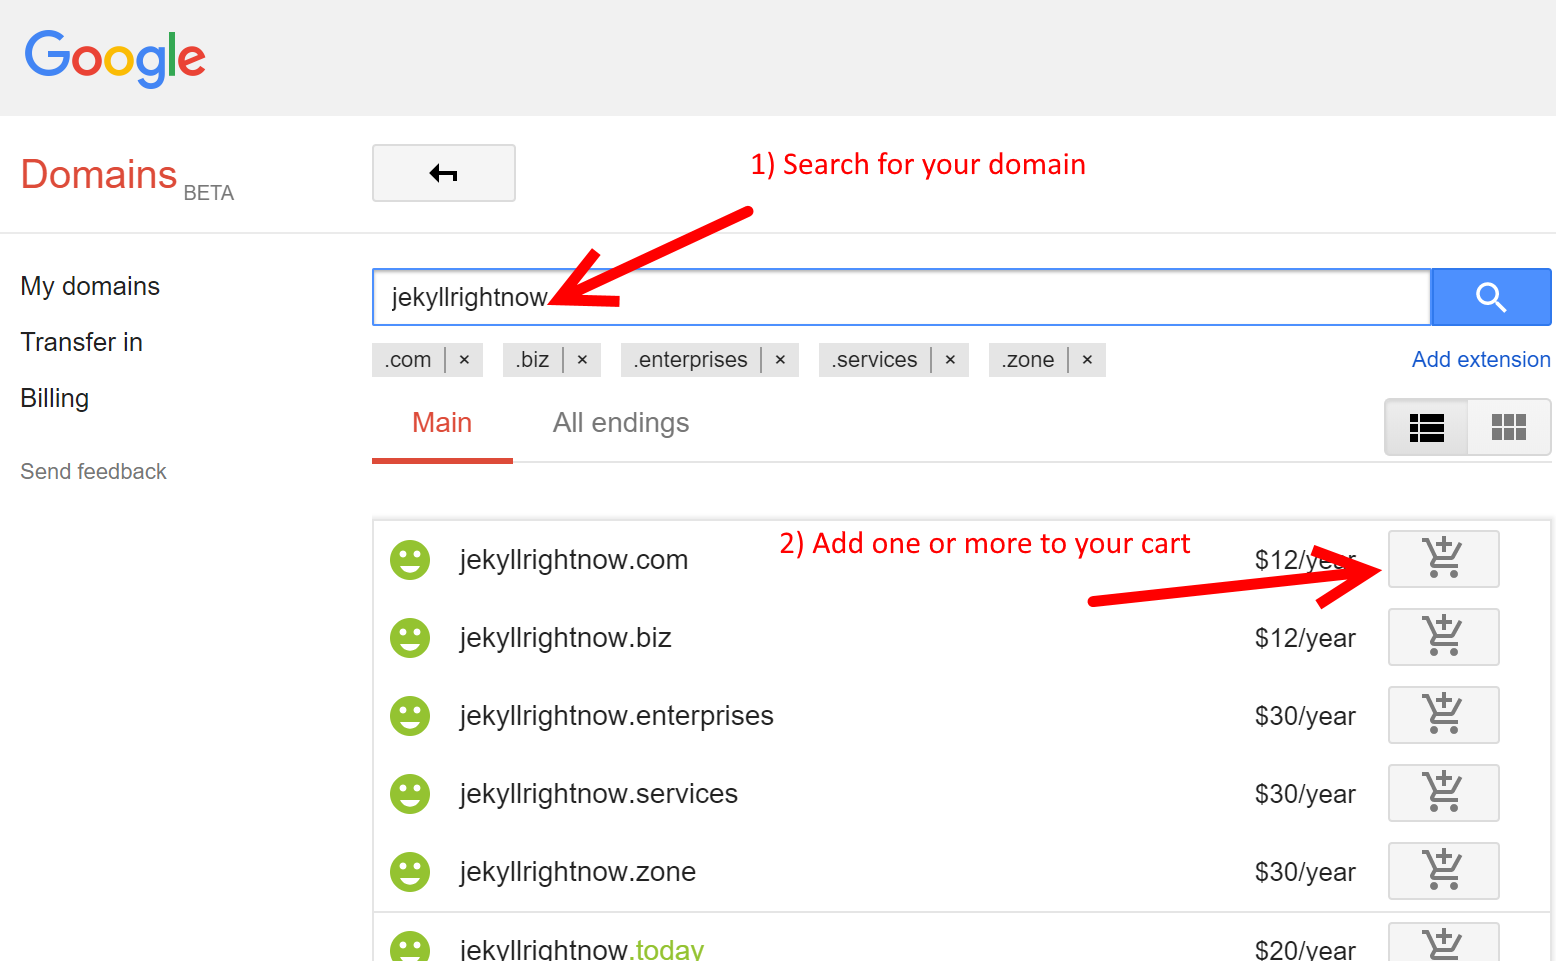 Google
Domains BETA
1) Search for your domain
My domains
Transfer in
Billing
Send feedback
jekyllrightnow
.com × .biz × .enterprises × .services × .zone × Add extension
Main All endings
2) Add one or more to your cart
jekyllrightnow.com $12/year
jekyllrightnow.biz $12/year
jekyllrightnow.enterprises $30/year
jekyllrightnow.services $30/year
jekyllrightnow.zone $30/year
jekyllrightnow.today $20/year